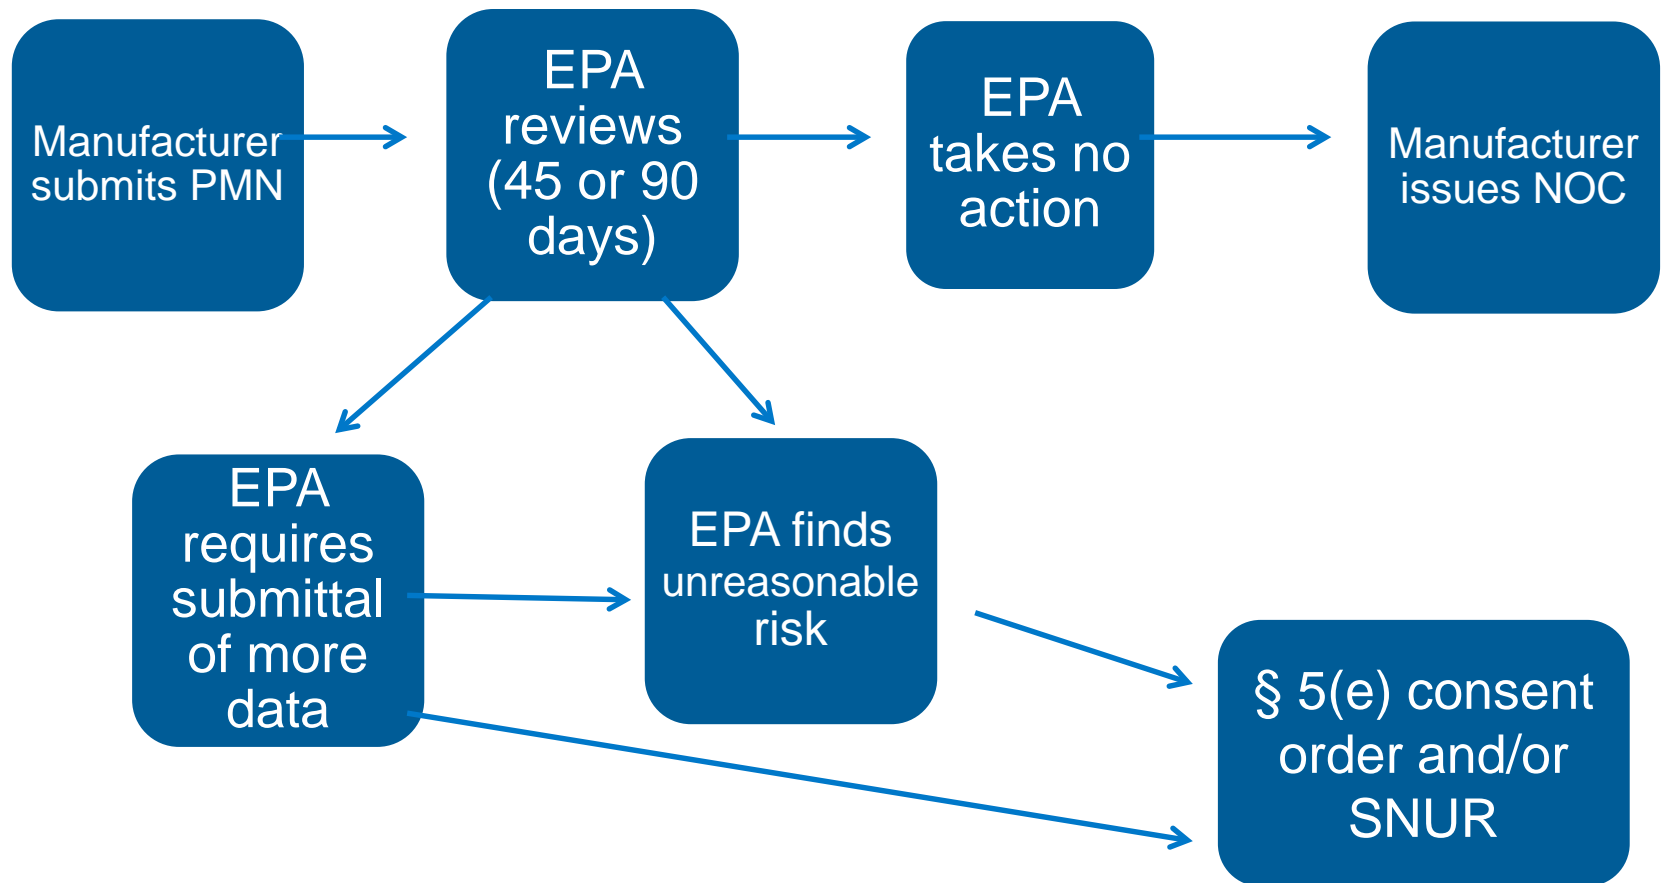 Manufacturer
submits PMN
EPA
reviews
(45 or 90
days)
EPA
takes no
action
Manufacturer
issues NOC
EPA
requires
submittal
of more
data
EPA finds
unreasonable
risk
§ 5(e) consent
order and/or
SNUR